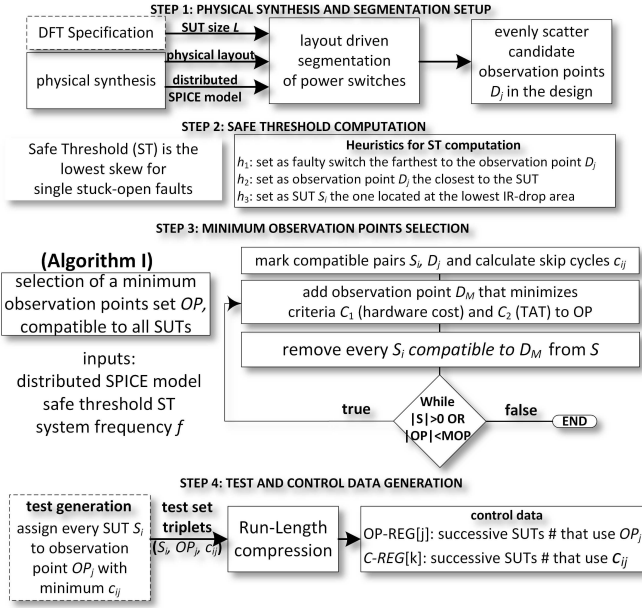 STEP 1: PHYSICAL SYNTHESIS AND SEGMENTATION SETUP
DFT Specification
physical synthesis
SUT size L
physical layout
distributed
SPICE model
layout driven
segmentation
of power switches
evenly scatter
candidate
observation points
Dj in the design
STEP 2: SAFE THRESHOLD COMPUTATION
Safe Threshold (ST) is the
lowest skew for
single stuck-open faults
Heuristics for ST computation
h1: set as faulty switch the farthest to the observation point Dj
h2: set as observation point Dj the closest to the SUT
h3: set as SUT Si the one located at the lowest IR-drop area
STEP 3: MINIMUM OBSERVATION POINTS SELECTION
(Algorithm I)
selection of a minimum
observation points set OP,
compatible to all SUTs
inputs:
distributed SPICE model
safe threshold ST
system frequency f
mark compatible pairs Si, Dj and calculate skip cycles cij
add observation point DM that minimizes
criteria C1 (hardware cost) and C2 (TAT) to OP
remove every Si compatible to DM from S
true
While
|S|>0 OR
|OP|<MOP
false
END
STEP 4: TEST AND CONTROL DATA GENERATION
test generation
assign every SUT Si
to observation
point OPj with
minimum cij
test set
triplets
(Si, OPj, cij)
Run-Length
compression
control data
OP-REG[j]: successive SUTs # that use OPj
C-REG[k]: successive SUTs # that use cij